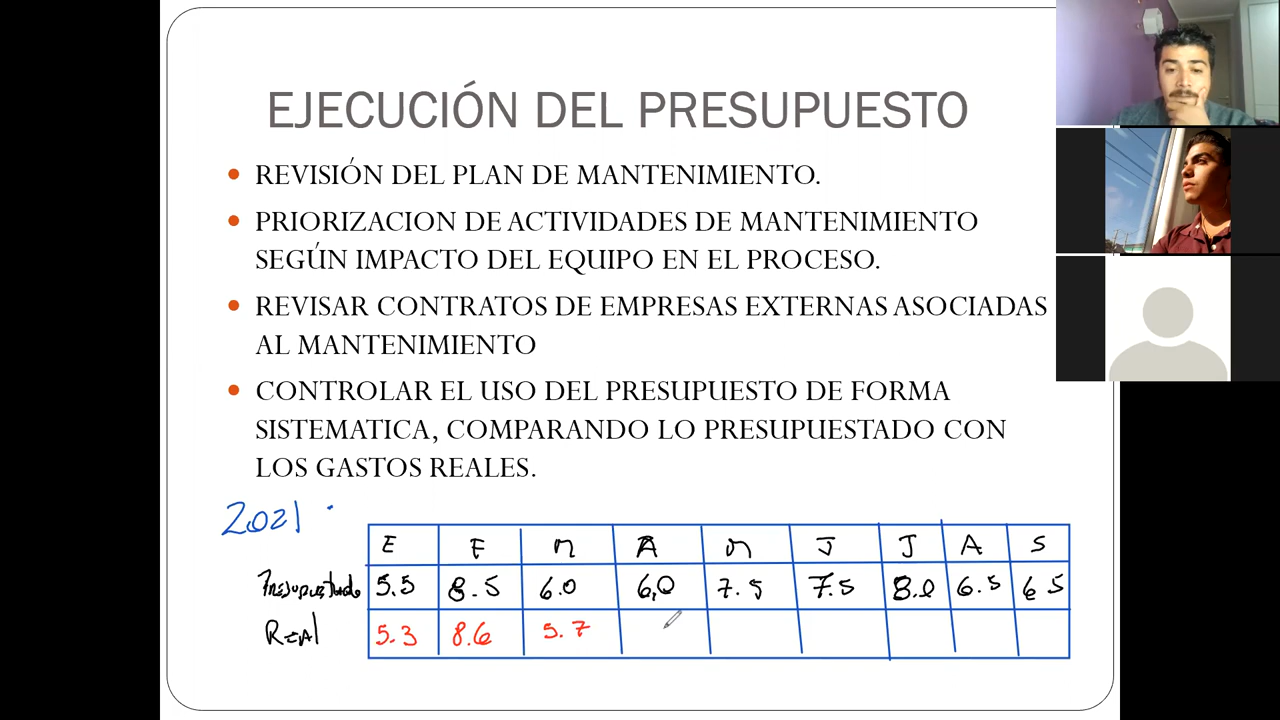 EJECUCIÓN DEL PRESUPUESTO
• REVISIÓN DEL PLAN DE MANTENIMIENTO.
• PRIORIZACION DE ACTIVIDADES DE MANTENIMIENTO
SEGÚN IMPACTO DEL EQUIPO EN EL PROCESO.
• REVISAR CONTRATOS DE EMPRESAS EXTERNAS ASOCIADAS
AL MANTENIMIENTO
• CONTROLAR EL USO DEL PRESUPUESTO DE FORMA
SISTEMATICA, COMPARANDO LO PRESUPUESTADO CON
LOS GASTOS REALES.
2021
E F M A M J J A S
Presupuestado 5.5 8.5 6.0 6.0 7.5 7.5 8.0 6.5 6.5
Real 5.3 8.6 5.7